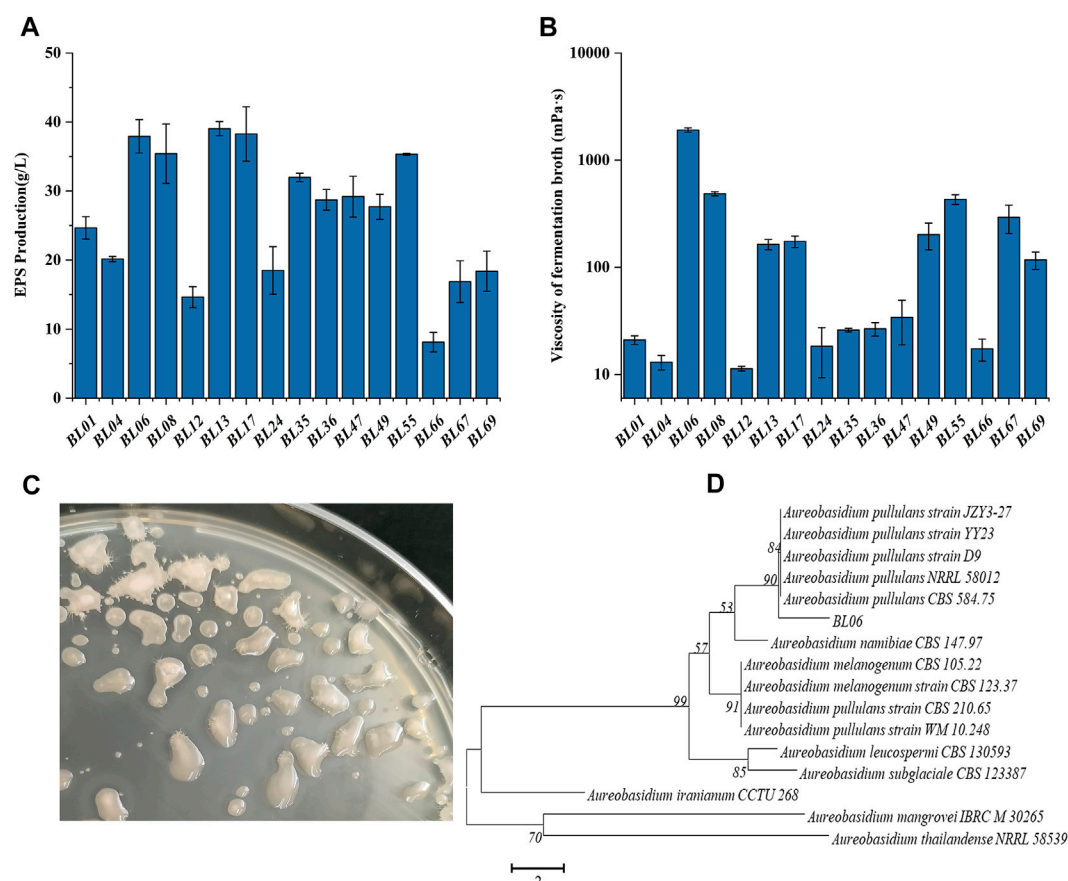 A
B
50
40
30
20
10
0
EPS Production(g/L)
BL01
BL04
BL06
BL08
BL12
BL13
BL17
BL24
BL35
BL36
BL47
BL49
BL55
BL66
BL67
BL69
10000
1000
100
10
Viscosity of fermentation broth (mPa·s)
BL01
BL04
BL06
BL08
BL12
BL13
BL17
BL24
BL35
BL36
BL47
BL49
BL55
BL66
BL67
BL69
C
D
Aureobasidium pullulans strain JZY3-27
Aureobasidium pullulans strain YY23
84
Aureobasidium pullulans strain D9
90
Aureobasidium pullulans NRRL 58012
Aureobasidium pullulans CBS 584.75
53
BL06
57
Aureobasidium namibiae CBS 147.97
Aureobasidium melanogenum CBS 105.22
Aureobasidium melanogenum strain CBS 123.37
99
91
Aureobasidium pullulans strain CBS 210.65
Aureobasidium pullulans strain WM 10.248
Aureobasidium leucospermi CBS 130593
85
Aureobasidium subglaciale CBS 123387
Aureobasidium iranianum CCTU 268
Aureobasidium mangrovei IBRC M 30265
70
Aureobasidium thailandense NRRL 58539